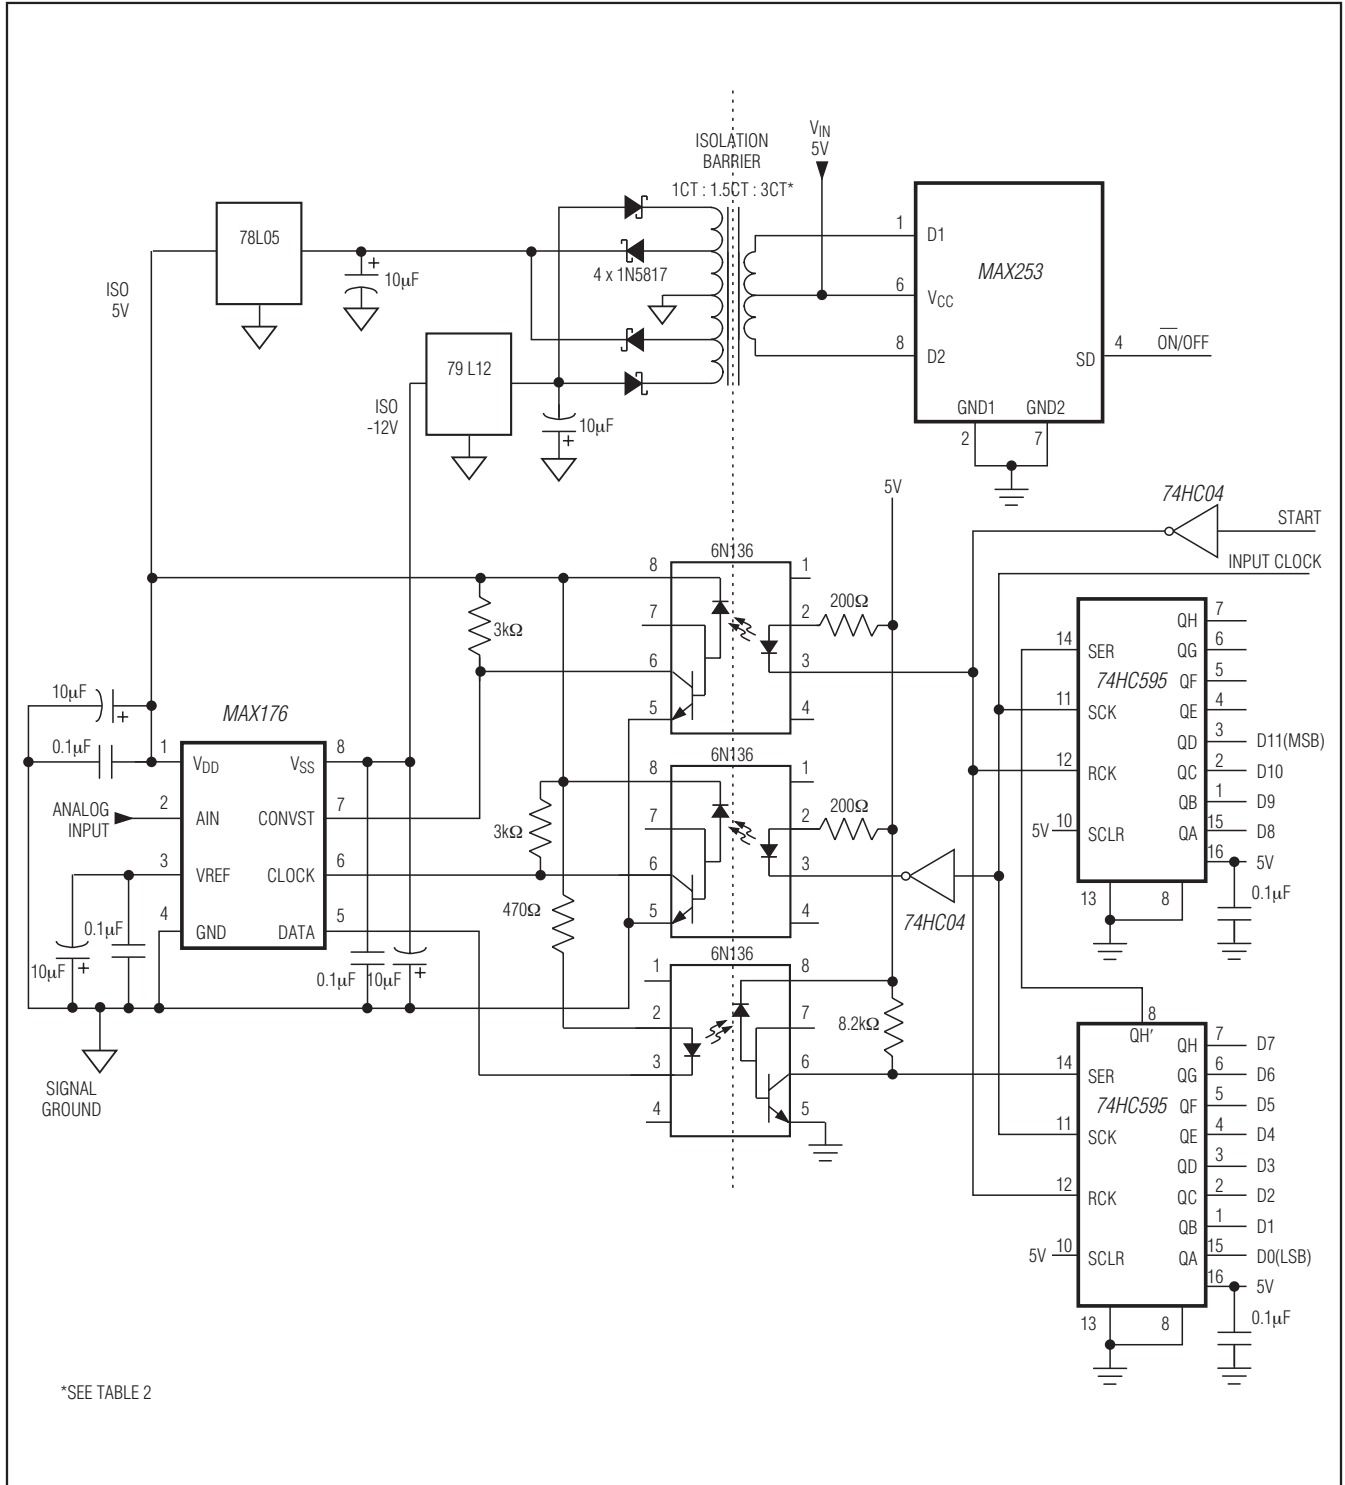 ISOLATION
BARRIER
1CT : 1.5CT : 3CT*
VIN
5V
78L05
10µF
+
4 x 1N5817
ISO
5V
79 L12
ISO
-12V
10µF
+
MAX253
1
D1
6
VCC
8
D2
SD
4
ON/OFF
GND1
GND2
2
7
5V
74HC04
START
INPUT CLOCK
6N136
8
7
6
5
1
2
3
4
200Ω
3kΩ
10µF
+
0.1µF
MAX176
1
VDD
VSS
8
ANALOG
INPUT
2
AIN
CONVST
7
3
VREF
CLOCK
6
4
GND
DATA
5
0.1µF
10µF
+
0.1µF
10µF
+
SIGNAL
GROUND
6N136
8
7
6
5
1
2
3
4
200Ω
3kΩ
470Ω
74HC04
6N136
1
2
3
4
8
7
6
5
8.2kΩ
74HC595
14
SER
11
SCK
12
RCK
5V
10
SCLR
QH
7
QG
6
QF
5
QE
4
QD
3
D11(MSB)
QC
2
D10
QB
1
D9
QA
15
D8
16
5V
0.1µF
13
8
8
QH′
74HC595
14
SER
11
SCK
12
RCK
5V
10
SCLR
QH
7
D7
QG
6
D6
QF
5
D5
QE
4
D4
QD
3
D3
QC
2
D2
QB
1
D1
QA
15
D0(LSB)
16
5V
0.1µF
13
8
*SEE TABLE 2